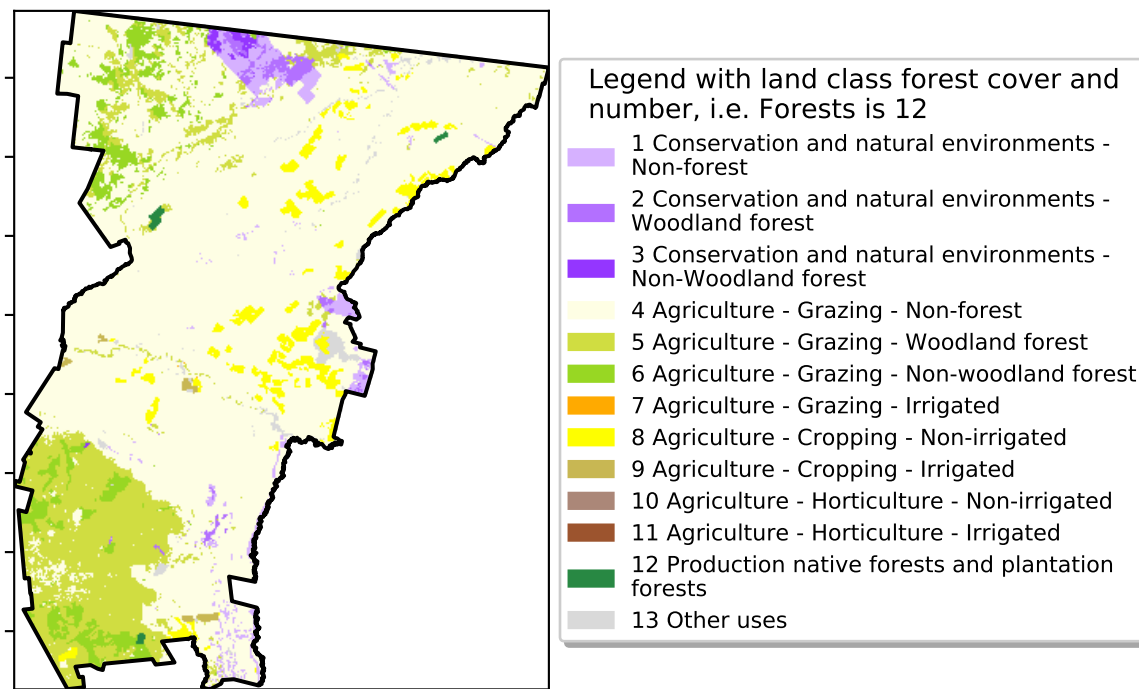 Legend with land class forest cover and
number, i.e. Forests is 12
1 Conservation and natural environments -
Non-forest
2 Conservation and natural environments -
Woodland forest
3 Conservation and natural environments -
Non-Woodland forest
4 Agriculture - Grazing - Non-forest
5 Agriculture - Grazing - Woodland forest
6 Agriculture - Grazing - Non-woodland forest
7 Agriculture - Grazing - Irrigated
8 Agriculture - Cropping - Non-irrigated
9 Agriculture - Cropping - Irrigated
10 Agriculture - Horticulture - Non-irrigated
11 Agriculture - Horticulture - Irrigated
12 Production native forests and plantation
forests
13 Other uses